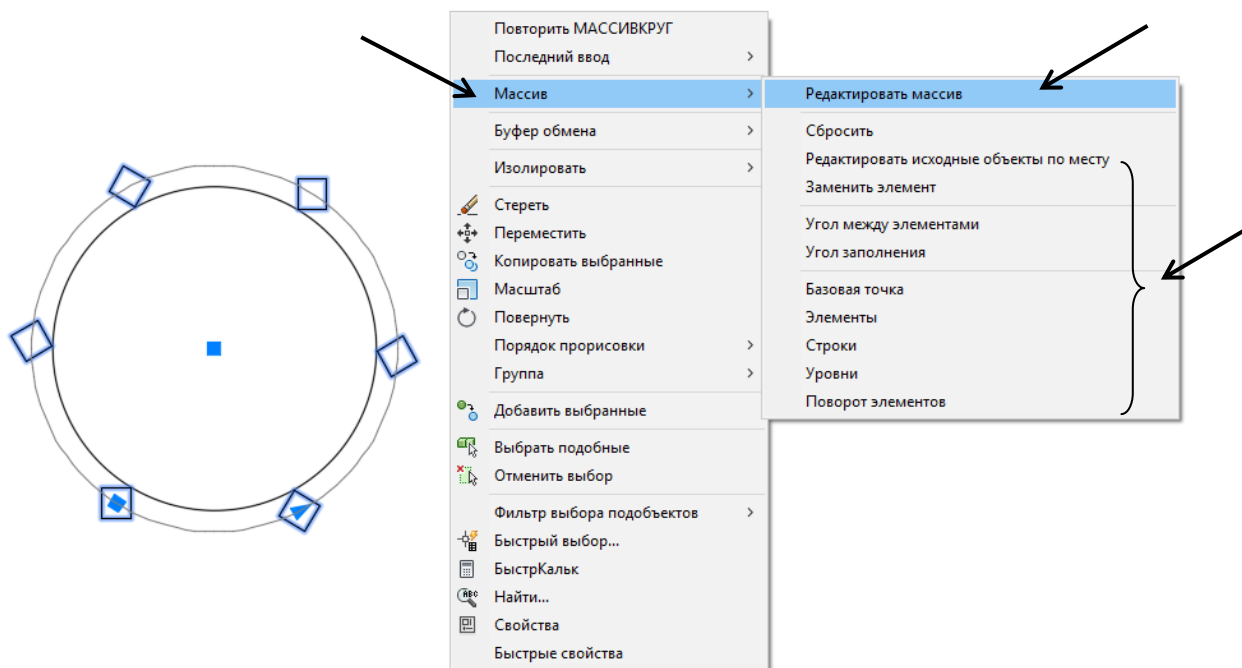 Повторить МАССИВКРУГ
Последний ввод
Массив
Буфер обмена
Изолировать
Стереть
Переместить
Копировать выбранные
Масштаб
Повернуть
Порядок прорисовки
Группа
Добавить выбранные
Выбрать подобные
Отменить выбор
Фильтр выбора подобъектов
Быстрый выбор...
БыстрКальк
Найти...
Свойства
Быстрые свойства
Редактировать массив
Сбросить
Редактировать исходные объекты по месту
Заменить элемент
Угол между элементами
Угол заполнения
Базовая точка
Элементы
Строки
Уровни
Поворот элементов